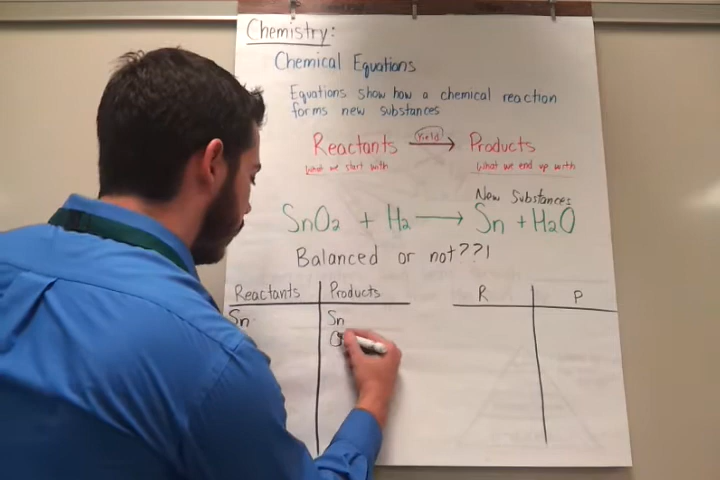 Chemistry:
Chemical Equations
Equations show how a chemical reaction
forms new substances
Reactants yield → Products
What we start with What we end up with
New Substances
SnO2 + H2 → Sn + H2O
Balanced or not??!
Reactants Products R P
Sn Sn
O